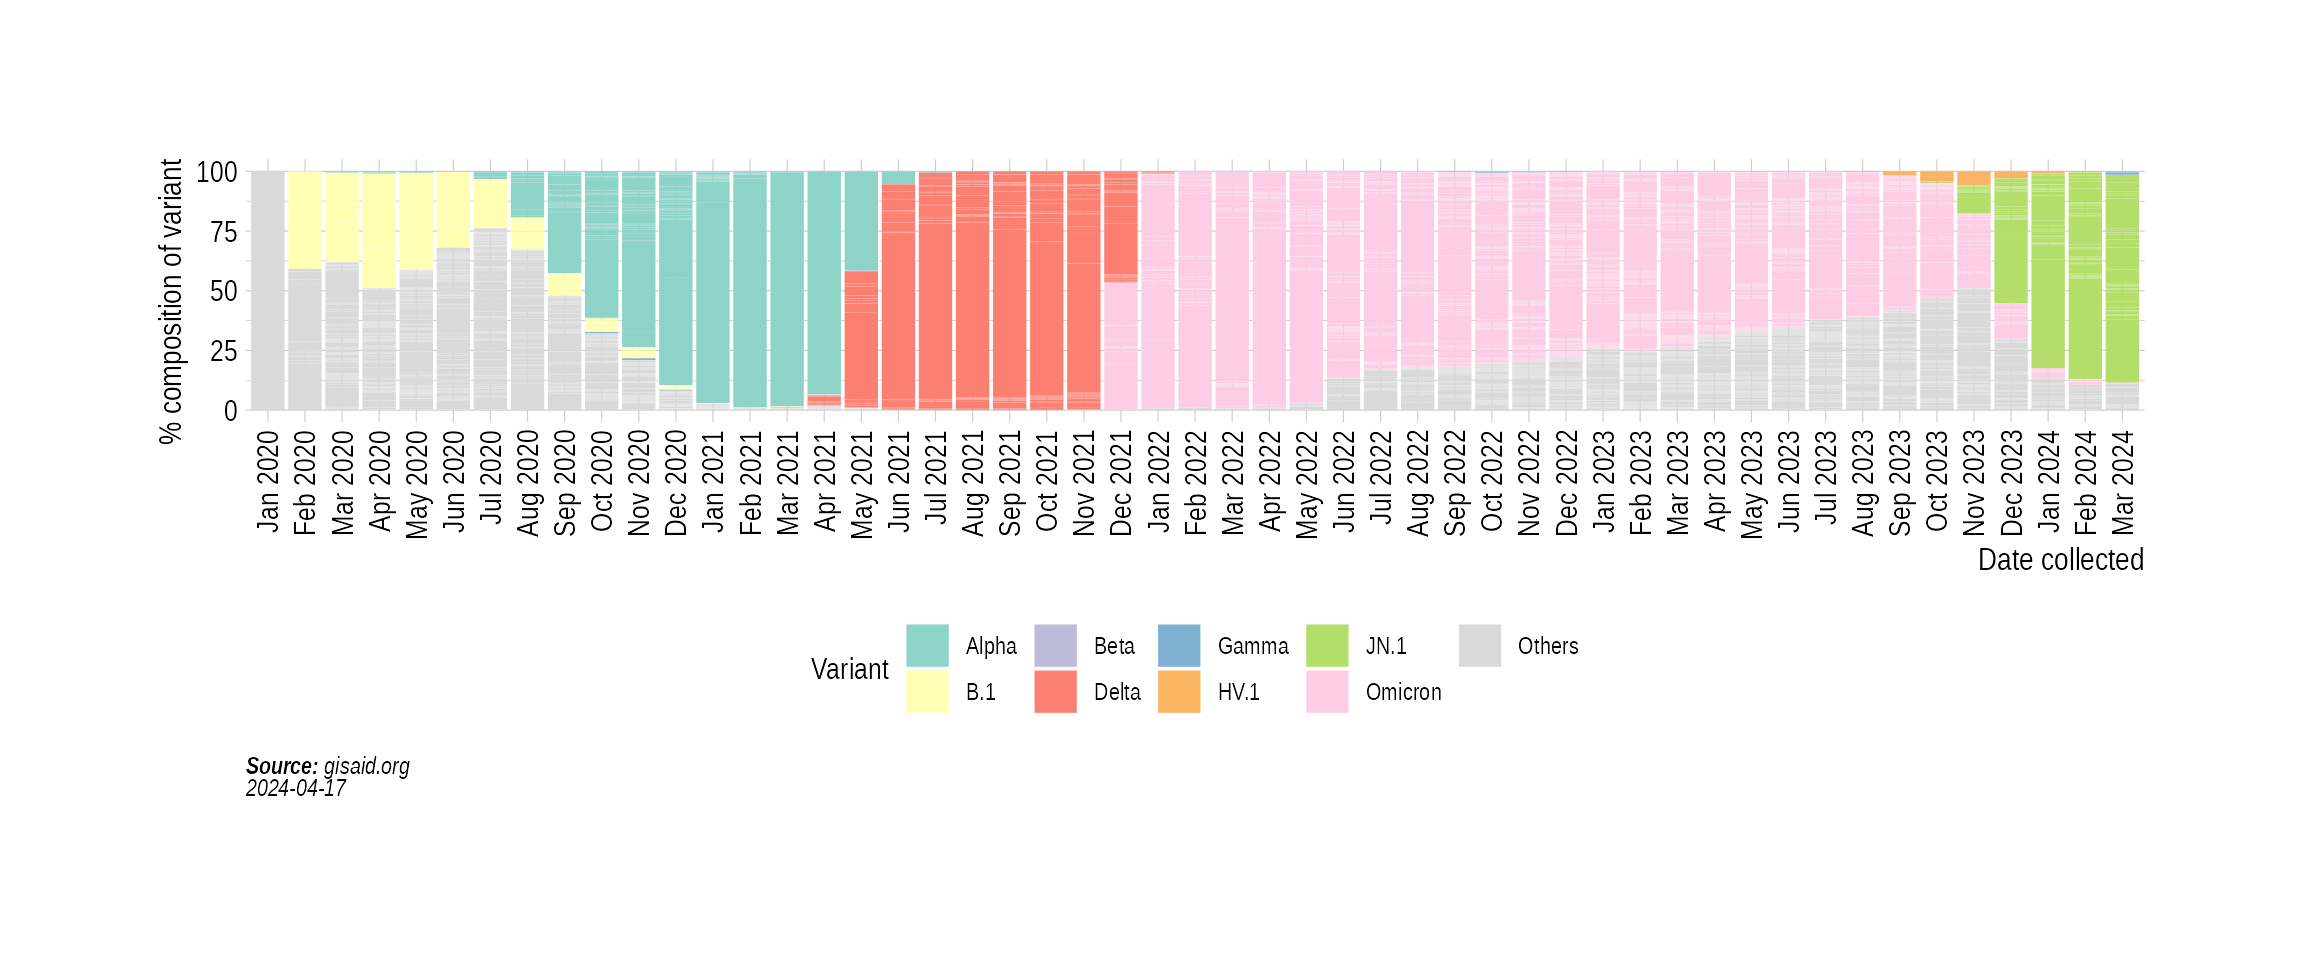 % composition of variant
100
75
50
25
0
Jan 2020
Feb 2020
Mar 2020
Apr 2020
May 2020
Jun 2020
Jul 2020
Aug 2020
Sep 2020
Oct 2020
Nov 2020
Dec 2020
Jan 2021
Feb 2021
Mar 2021
Apr 2021
May 2021
Jun 2021
Jul 2021
Aug 2021
Sep 2021
Oct 2021
Nov 2021
Dec 2021
Jan 2022
Feb 2022
Mar 2022
Apr 2022
May 2022
Jun 2022
Jul 2022
Aug 2022
Sep 2022
Oct 2022
Nov 2022
Dec 2022
Jan 2023
Feb 2023
Mar 2023
Apr 2023
May 2023
Jun 2023
Jul 2023
Aug 2023
Sep 2023
Oct 2023
Nov 2023
Dec 2023
Jan 2024
Feb 2024
Mar 2024
Date collected
Variant
Alpha
Beta
Gamma
JN.1
Others
B.1
Delta
HV.1
Omicron
Source: gisaid.org
2024-04-17